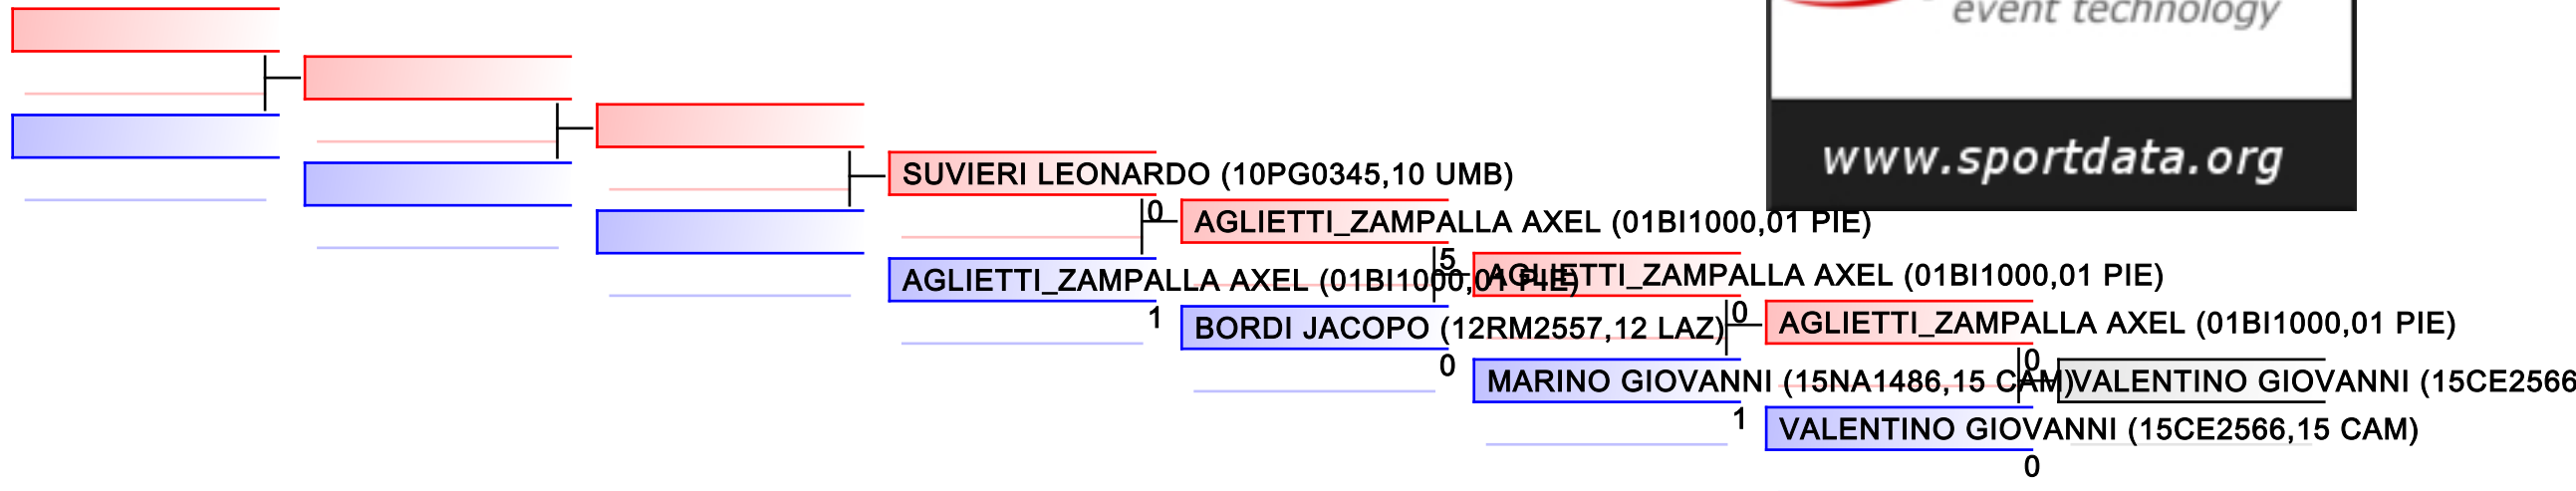 event technology
www.sportdata.org
SUVIERI LEONARDO (10PG0345,10 UMB)
0
AGLIETTI_ZAMPALLA AXEL (01BI1000,01 PIE)
5
AGLIETTI_ZAMPALLA AXEL (01BI1000,01 PIE)
AGLIETTI_ZAMPALLA AXEL (01BI1000,01 PIE)
1
BORDI JACOPO (12RM2557,12 LAZ)
0
AGLIETTI_ZAMPALLA AXEL (01BI1000,01 PIE)
0
MARINO GIOVANNI (15NA1486,15 CAM)
0
VALENTINO GIOVANNI (15CE2566
1
VALENTINO GIOVANNI (15CE2566,15 CAM)
0